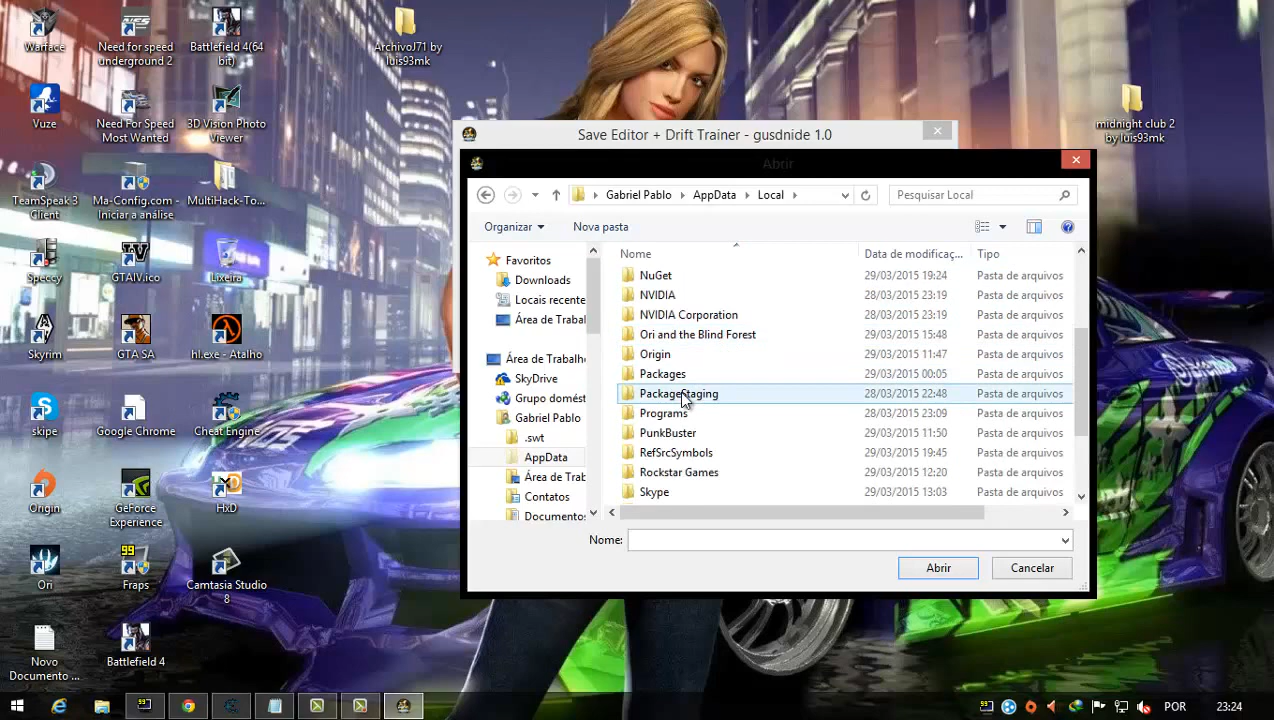 Warface
Need for speed
underground 2
Battlefield 4(64
bit)
ArchivoJ71 by
luis93mk
Vuze
Need For Speed
Most Wanted
3D Vision Photo
Viewer
midnight club 2
by luis93mk
TeamSpeak 3
Client
Ma-Config.com -
Iniciar a análise
MultiHack-To...
Speccy
GTAIV.ico
Lixeira
Skyrim
GTA SA
hl.exe - Atalho
skipe
Google Chrome
Cheat Engine
Origin
GeForce
Experience
HxD
Ori
99
Fraps
Camtasia Studio
8
Novo
Documento ...
Battlefield 4
Save Editor + Drift Trainer - gusdnide 1.0
Abrir
Gabriel Pablo
AppData
Local
Pesquisar Local
Organizar
Nova pasta
Favoritos
Downloads
Locais recente
Área de Trabal
Área de Trabalh
SkyDrive
Grupo domést
Gabriel Pablo
.swt
AppData
Área de Trab
Contatos
Documentos
Nome
Data de modificaç...
Tipo
NuGet 29/03/2015 19:24 Pasta de arquivos
NVIDIA 28/03/2015 23:19 Pasta de arquivos
NVIDIA Corporation 28/03/2015 23:19 Pasta de arquivos
Ori and the Blind Forest 29/03/2015 15:48 Pasta de arquivos
Origin 29/03/2015 11:47 Pasta de arquivos
Packages 29/03/2015 00:05 Pasta de arquivos
PackageStaging 28/03/2015 22:48 Pasta de arquivos
Programs 28/03/2015 23:09 Pasta de arquivos
PunkBuster 29/03/2015 11:50 Pasta de arquivos
RefSrcSymbols 29/03/2015 19:45 Pasta de arquivos
Rockstar Games 29/03/2015 12:20 Pasta de arquivos
Skype 29/03/2015 13:03 Pasta de arquivos
Nome:
Abrir
Cancelar
99
99
POR
23:24